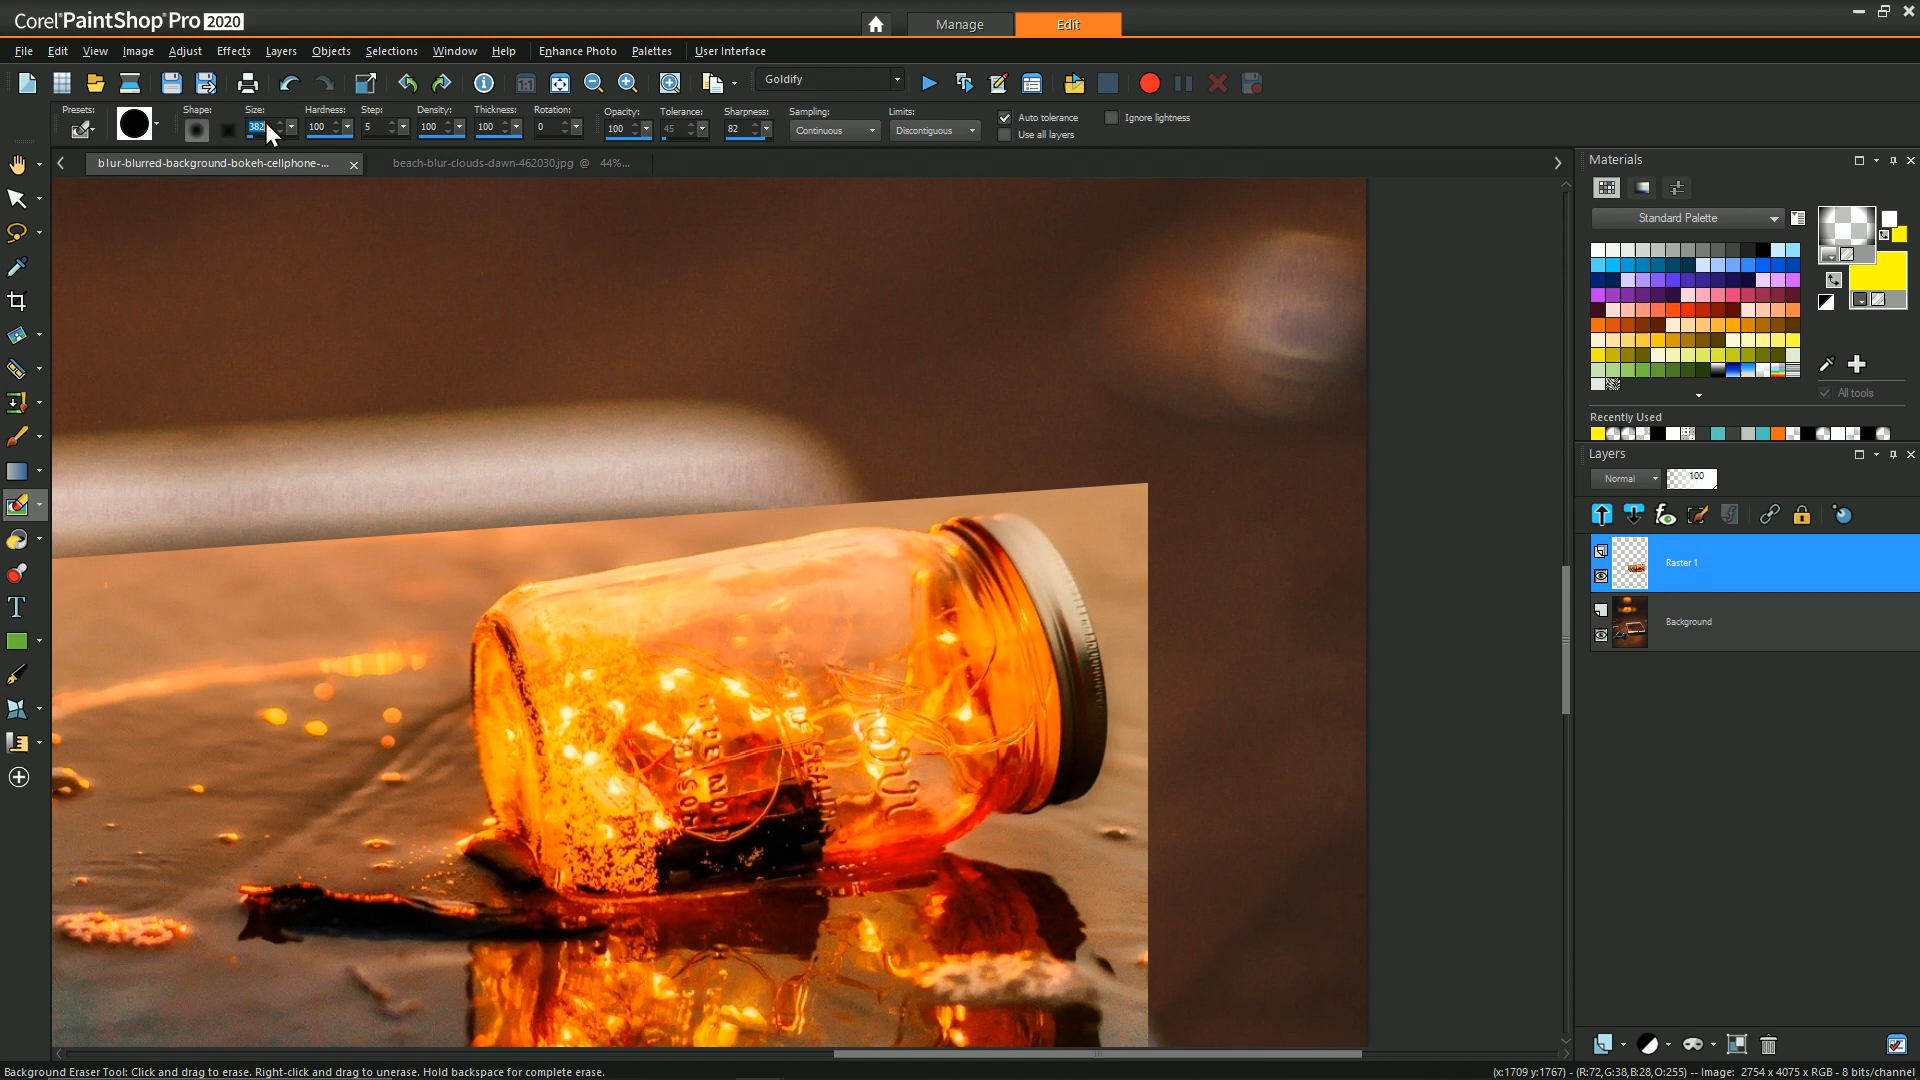 Corel PaintShop Pro 2020
Manage
Edit
File Edit View Image Adjust Effects Layers Objects Selections Window Help Enhance Photo Palettes User Interface
Goldify
Presets:
Shape:
Size:
382
Hardness:
100
Step:
5
Density:
100
Thickness:
100
Rotation:
0
Opacity:
100
Tolerance:
45
Sharpness:
82
Sampling:
Continuous
Limits:
Discontiguous
Auto tolerance
Use all layers
Ignore lightness
blur-blurred-background-bokeh-cellphone-...
beach-blur-clouds-dawn-462030.jpg @ 44%...
Materials
Standard Palette
All tools
Recently Used
Layers
Normal
100
Raster 1
Background
Background Eraser Tool: Click and drag to erase. Right-click and drag to unerase. Hold backspace for complete erase.
(x:1709 y:1767) - (R:72,G:38,B:28,O:255) -- Image: 2754 x 4075 x RGB - 8 bits/channel